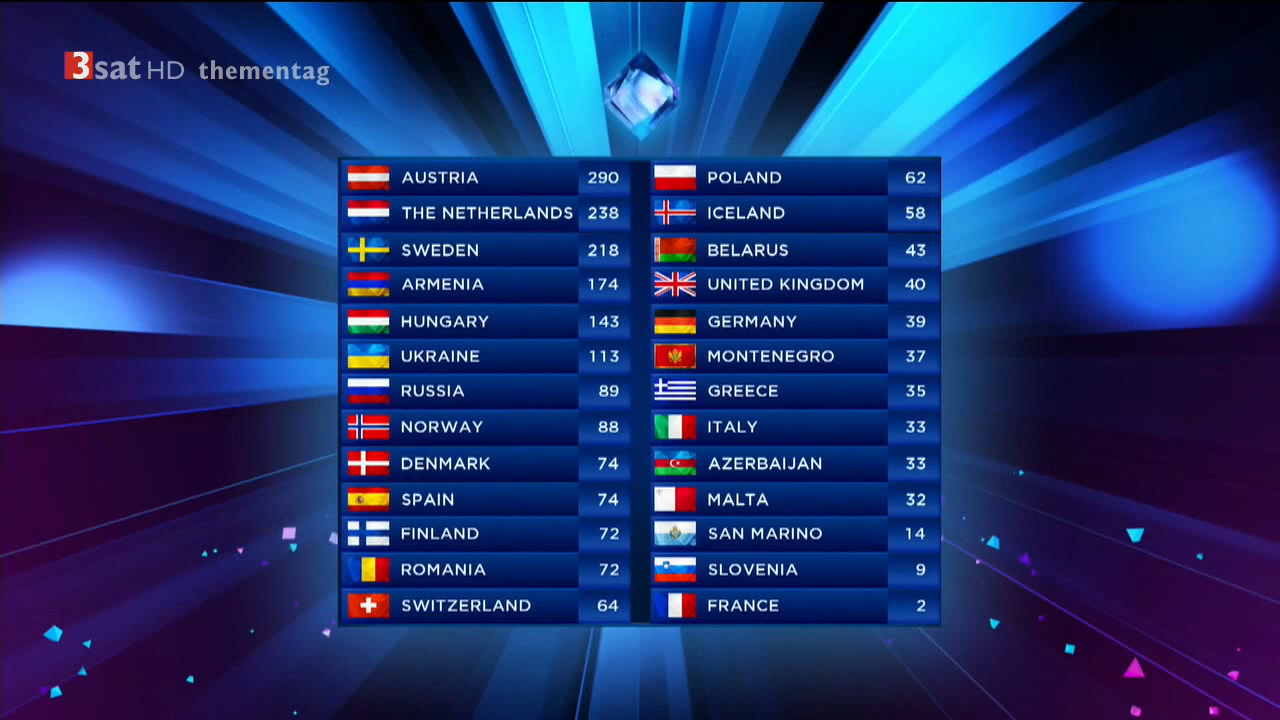 3sat HD thementag
AUSTRIA 290
THE NETHERLANDS 238
SWEDEN 218
ARMENIA 174
HUNGARY 143
UKRAINE 113
RUSSIA 89
NORWAY 88
DENMARK 74
SPAIN 74
FINLAND 72
ROMANIA 72
SWITZERLAND 64
POLAND 62
ICELAND 58
BELARUS 43
UNITED KINGDOM 40
GERMANY 39
MONTENEGRO 37
GREECE 35
ITALY 33
AZERBAIJAN 33
MALTA 32
SAN MARINO 14
SLOVENIA 9
FRANCE 2